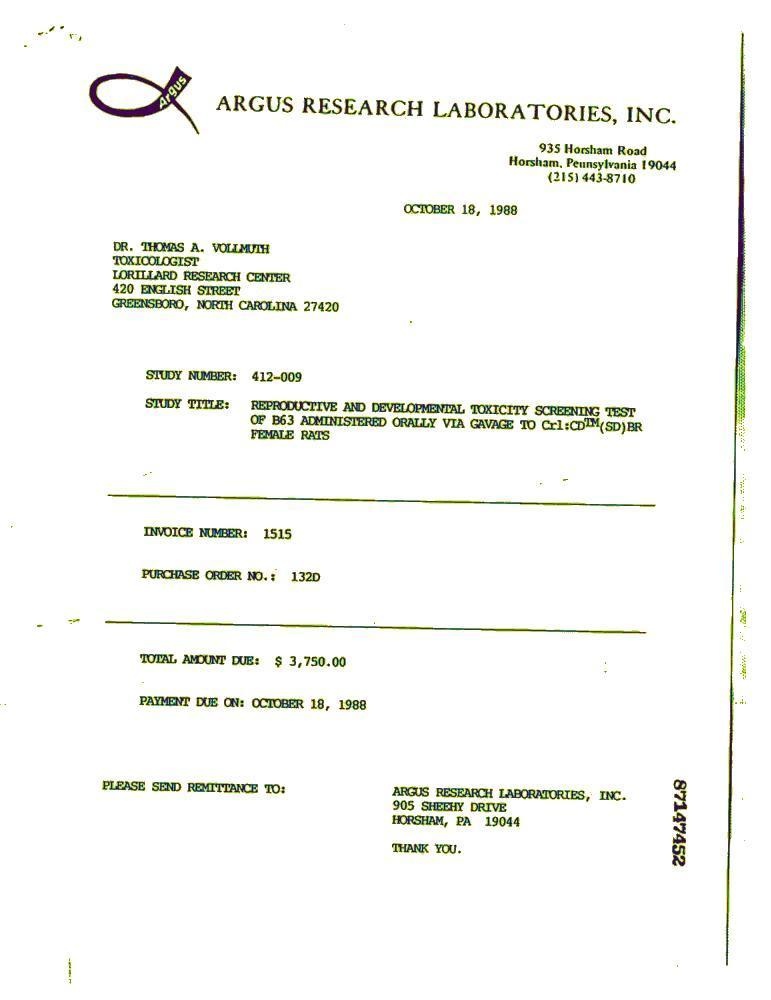 Argus
ARGUS RESEARCH LABORATORIES, INC.
935 Horsham Road
Horsham, Pennsylvania 19044
(215) 443-8710
OCTOBER 18, 1988
DR. THOMAS A. VOLLMUTH
TOXICOLOGIST
LORILLARD RESEARCH CENTER
420 ENGLISH STREET
GREENSBORO, NORTH CAROLINA 27420
STUDY NUMBER: 412-009
STUDY TITLE: REPRODUCTIVE AND DEVELOPMENTAL TOXICITY SCREENING TEST
OF B63 ADMINISTERED ORALLY VIA GAVAGE TO Crl:CD™(SD)BR
FEMALE RATS
INVOICE NUMBER: 1515
PURCHASE ORDER NO.: 132D
TOTAL AMOUNT DUE: $ 3,750.00
PAYMENT DUE ON: OCTOBER 18, 1988
PLEASE SEND REMITTANCE TO: ARGUS RESEARCH LABORATORIES, INC.
905 SHEEHY DRIVE
HORSHAM, PA 19044
THANK YOU.
87147452